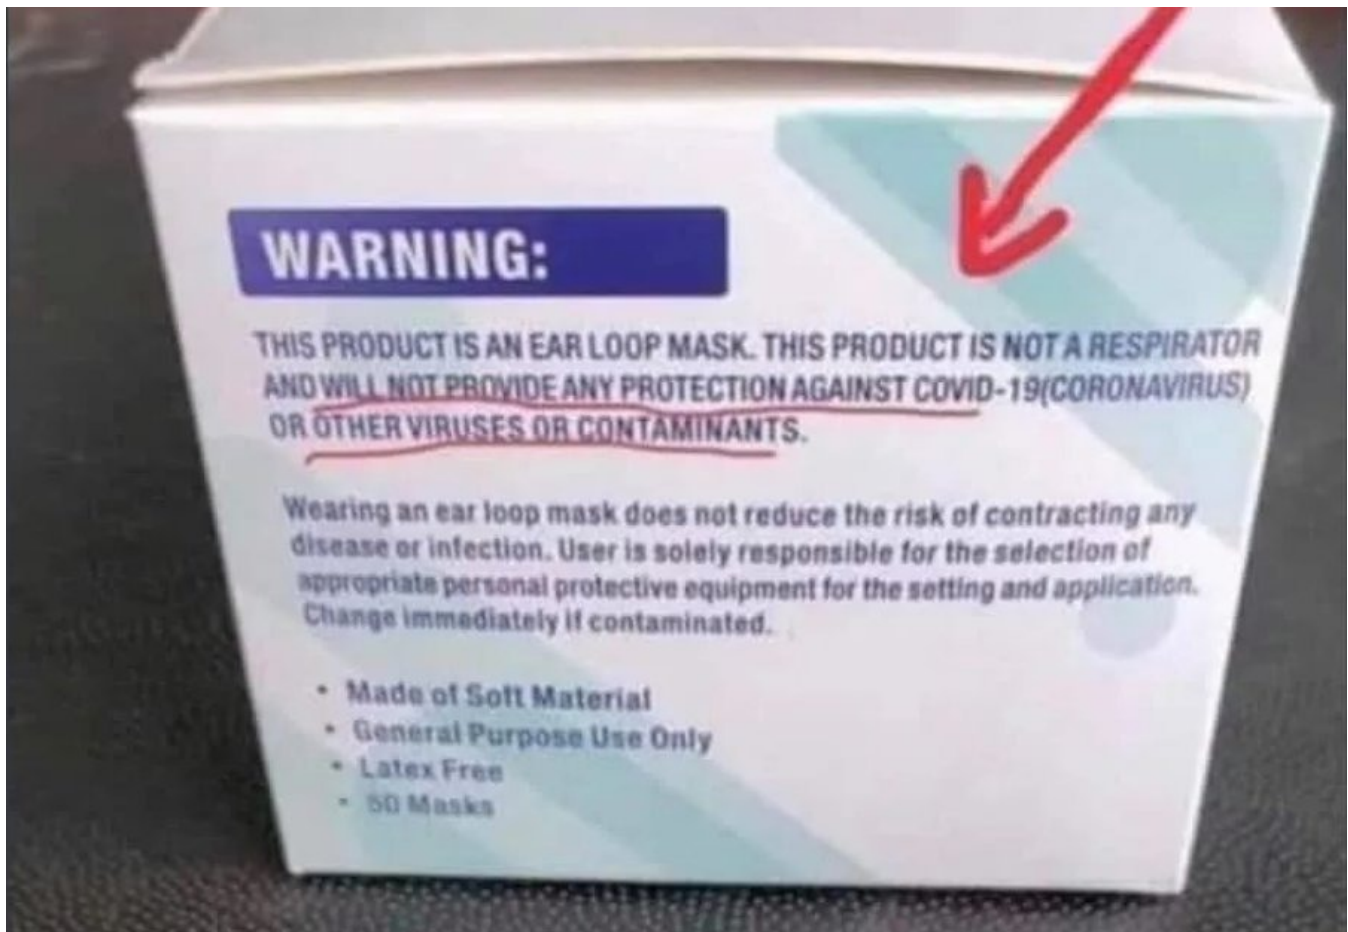 WARNING:
THIS PRODUCT IS AN EAR LOOP MASK. THIS PRODUCT IS NOT A RESPIRATOR
AND WILL NOT PROVIDE ANY PROTECTION AGAINST COVID-19(CORONAVIRUS)
OR OTHER VIRUSES OR CONTAMINANTS.
Wearing an ear loop mask does not reduce the risk of contracting any
disease or infection. User is solely responsible for the selection of
appropriate personal protective equipment for the setting and application.
Change immediately if contaminated.
• Made of Soft Material
• General Purpose Use Only
• Latex Free
• 50 Masks